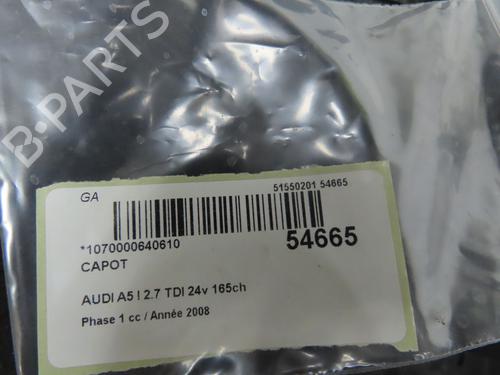 B-PARTS
GA
51550201 54665
*1070000640610
54665
CAPOT
AUDI A5 ! 2.7 TDI 24v 165ch
Phase 1 cc / Année 2008